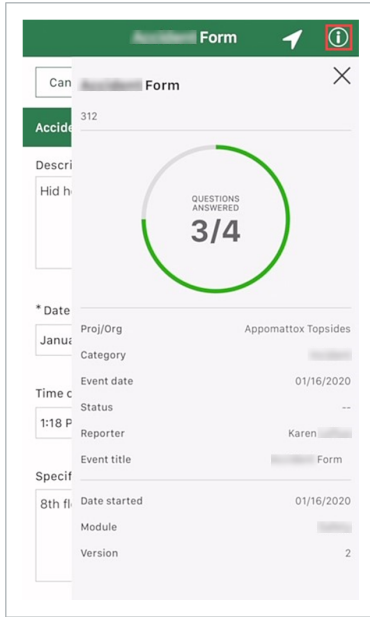 Form
Can
Form
312
Accide
Descri
Hid h
QUESTIONS
ANSWERED
3/4
* Date
Janua
Proj/Org Appomattox Topsides
Category
Event date 01/16/2020
Time o
Status --
1:18 P
Reporter Karen
Event title Form
Specif
8th fl
Date started 01/16/2020
Module
Version 2